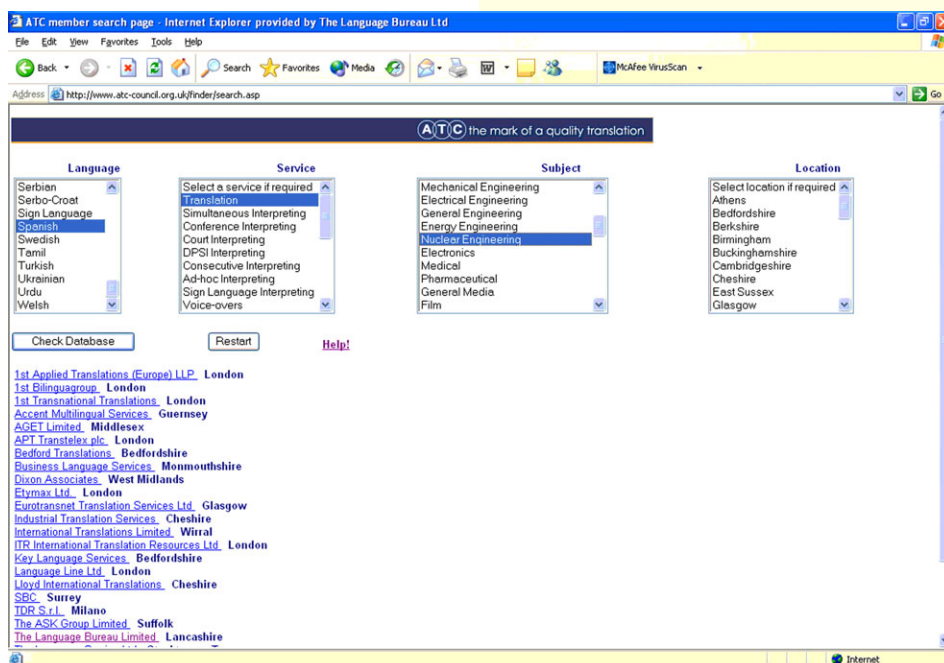 ATC member search page - Internet Explorer provided by The Language Bureau Ltd
File Edit View Favorites Tools Help
Back Search Favorites Media McAfee VirusScan
Address http://www.atc-council.org.uk/finder/search.asp Go
ATC the mark of a quality translation
Language Service Subject Location
Serbian Select a service if required Mechanical Engineering Select location if required
Serbo-Croat Translation Electrical Engineering Athens
Sign Language Simultaneous Interpreting General Engineering Bedfordshire
Spanish Conference Interpreting Energy Engineering Berkshire
Swedish Court Interpreting Nuclear Engineering Birmingham
Tamil DPSI Interpreting Electronics Buckinghamshire
Turkish Consecutive Interpreting Medical Cambridgeshire
Ukrainian Ad-hoc Interpreting Pharmaceutical Cheshire
Urdu Sign Language Interpreting General Media East Sussex
Welsh Voice-overs Film Glasgow
Check Database Restart Help!
1st Applied Translations (Europe) LLP London
1st Bilinguagroup London
1st Transnational Translations London
Accent Multilingual Services Guernsey
AGET Limited Middlesex
APT Transtelex plc London
Bedford Translations Bedfordshire
Business Language Services Monmouthshire
Dixon Associates West Midlands
Etymax Ltd. London
Eurotransnet Translation Services Ltd Glasgow
Industrial Translation Services Cheshire
International Translations Limited Wirral
ITR International Translation Resources Ltd London
Key Language Services Bedfordshire
Language Line Ltd London
Lloyd International Translations Cheshire
SBC Surrey
TDR S.r.l. Milano
The ASK Group Limited Suffolk
The Language Bureau Limited Lancashire
Internet